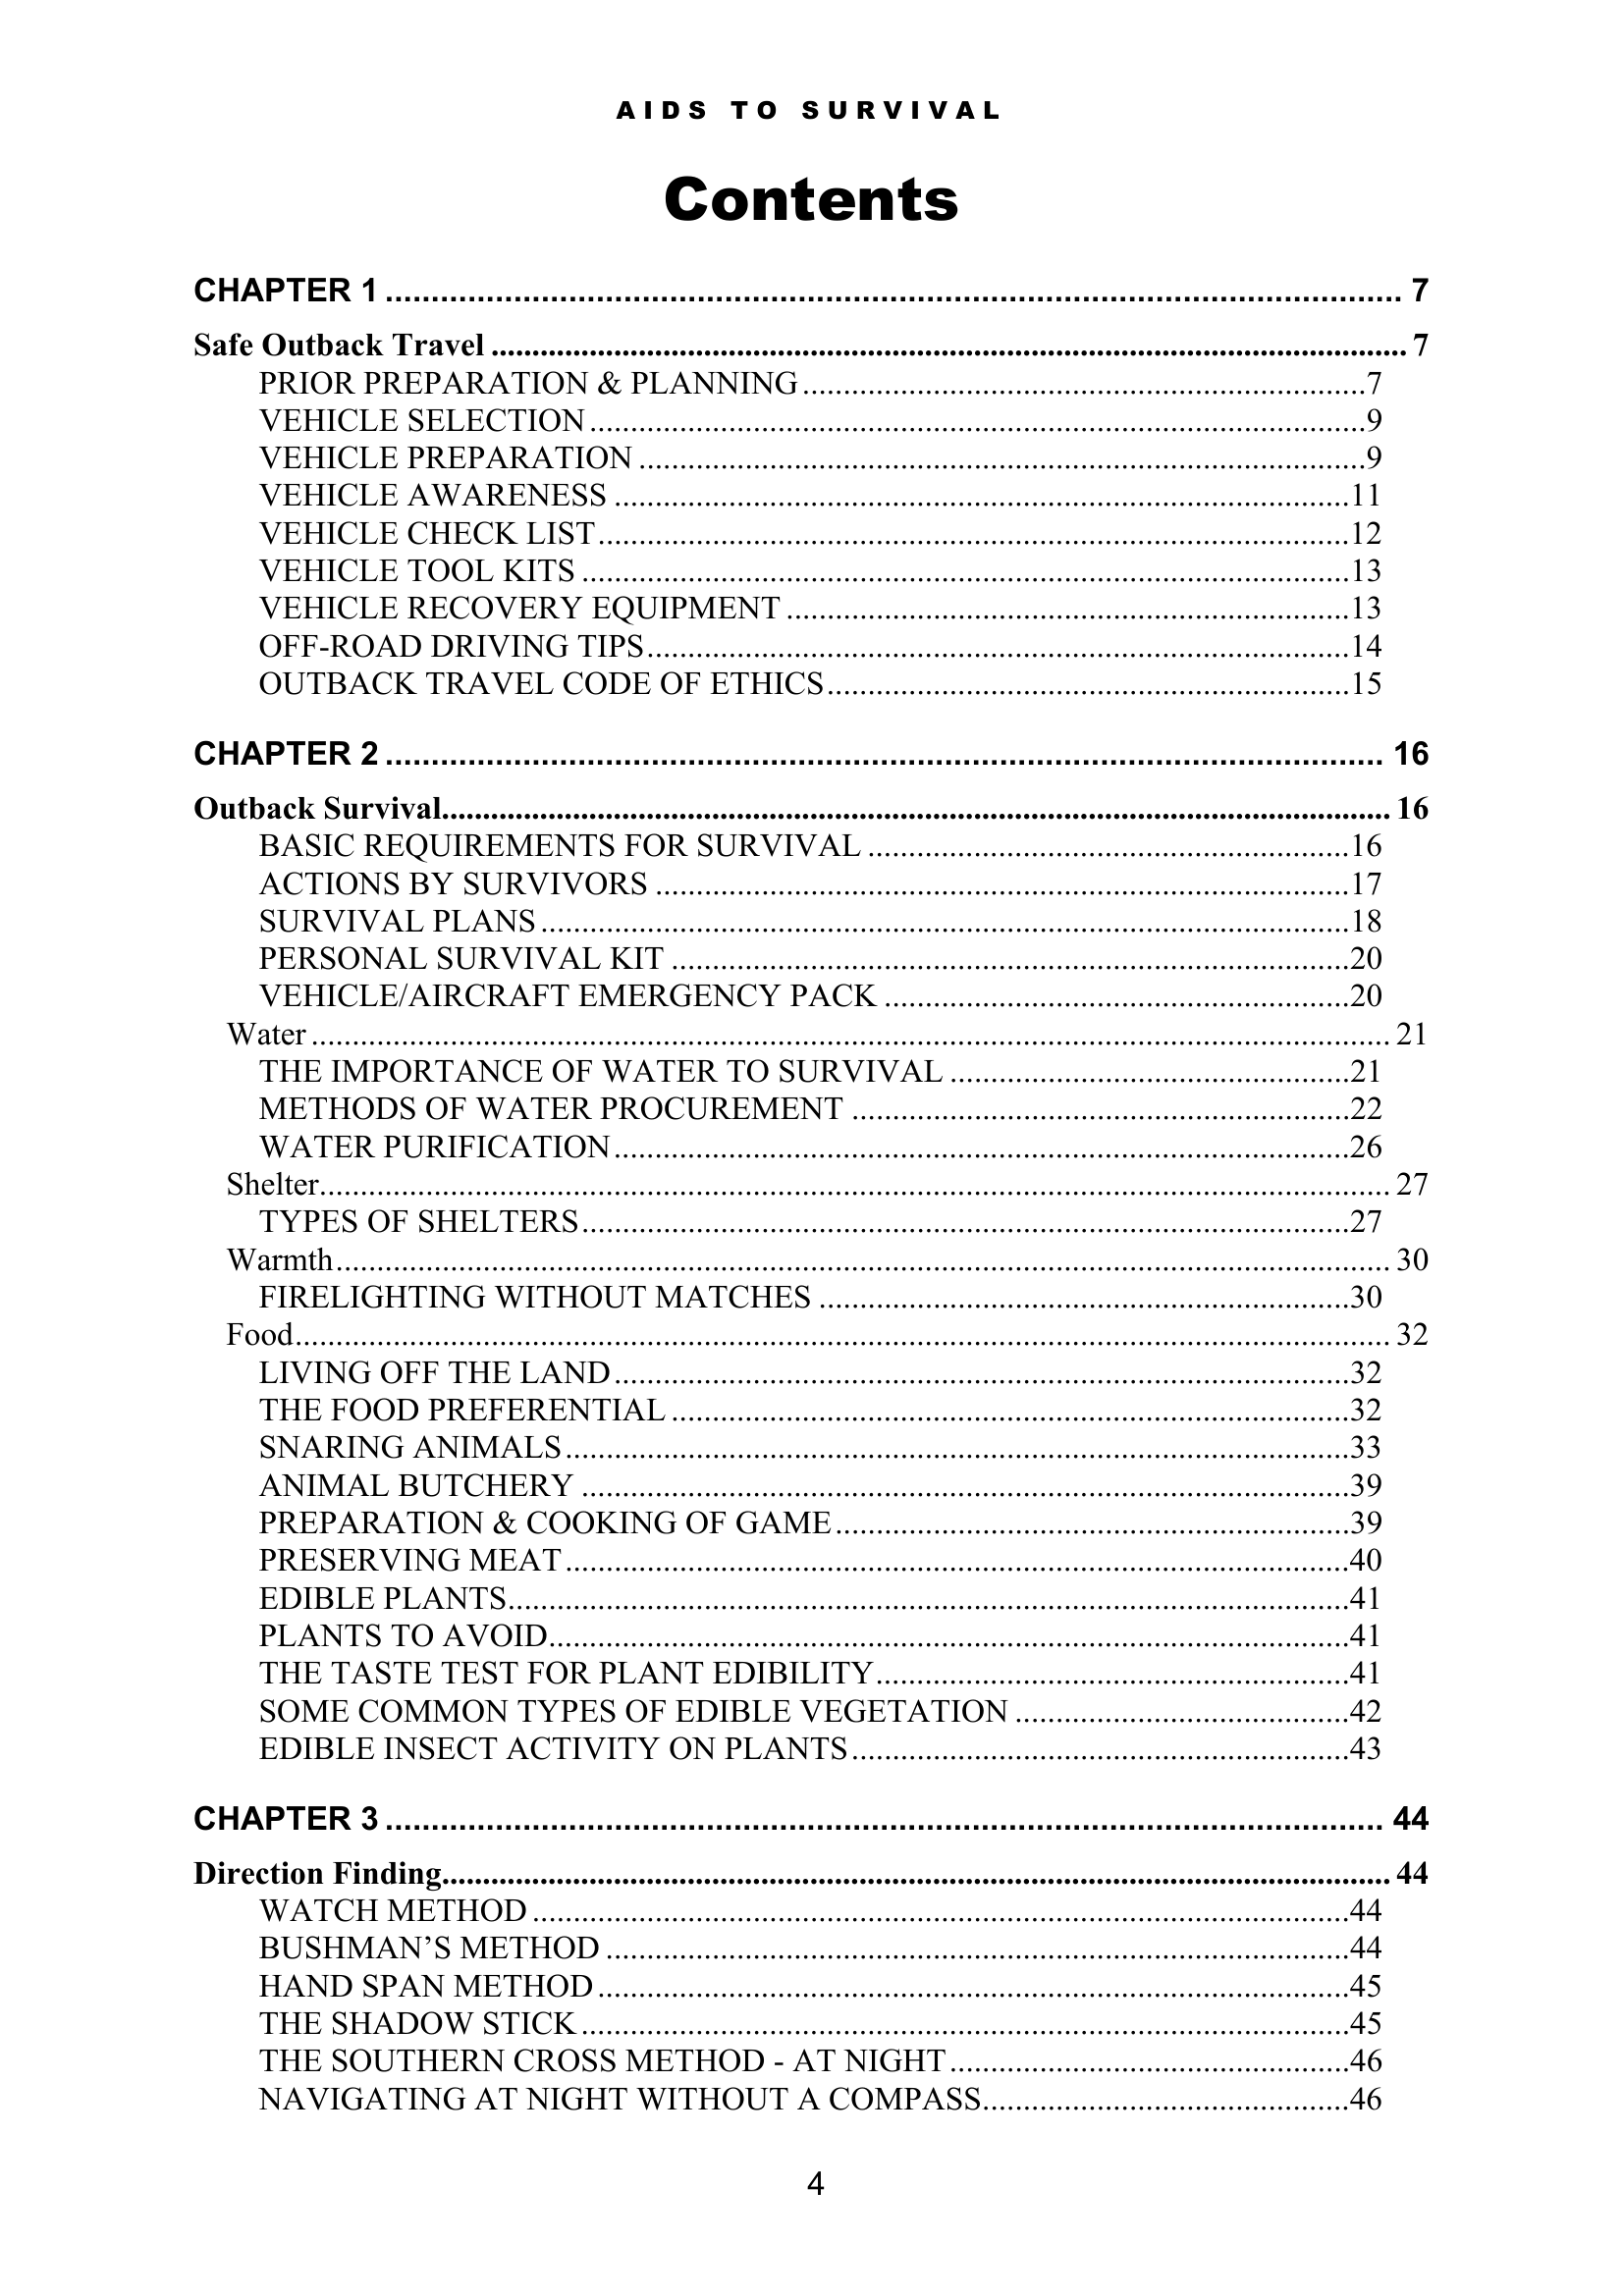 AIDS TO SURVIVAL
Contents
CHAPTER 1 ........................................ 7
Safe Outback Travel ........................................ 7
PRIOR PREPARATION & PLANNING ........................................7
VEHICLE SELECTION ........................................9
VEHICLE PREPARATION ........................................9
VEHICLE AWARENESS ........................................11
VEHICLE CHECK LIST ........................................12
VEHICLE TOOL KITS ........................................13
VEHICLE RECOVERY EQUIPMENT ........................................13
OFF-ROAD DRIVING TIPS ........................................14
OUTBACK TRAVEL CODE OF ETHICS ........................................15
CHAPTER 2 ........................................ 16
Outback Survival ........................................ 16
BASIC REQUIREMENTS FOR SURVIVAL ........................................16
ACTIONS BY SURVIVORS ........................................17
SURVIVAL PLANS ........................................18
PERSONAL SURVIVAL KIT ........................................20
VEHICLE/AIRCRAFT EMERGENCY PACK ........................................20
Water ........................................ 21
THE IMPORTANCE OF WATER TO SURVIVAL ........................................21
METHODS OF WATER PROCUREMENT ........................................22
WATER PURIFICATION ........................................26
Shelter ........................................ 27
TYPES OF SHELTERS ........................................27
Warmth ........................................ 30
FIRELIGHTING WITHOUT MATCHES ........................................30
Food ........................................ 32
LIVING OFF THE LAND ........................................32
THE FOOD PREFERENTIAL ........................................32
SNARING ANIMALS ........................................33
ANIMAL BUTCHERY ........................................39
PREPARATION & COOKING OF GAME ........................................39
PRESERVING MEAT ........................................40
EDIBLE PLANTS ........................................41
PLANTS TO AVOID ........................................41
THE TASTE TEST FOR PLANT EDIBILITY ........................................41
SOME COMMON TYPES OF EDIBLE VEGETATION ........................................42
EDIBLE INSECT ACTIVITY ON PLANTS ........................................43
CHAPTER 3 ........................................ 44
Direction Finding ........................................ 44
WATCH METHOD ........................................44
BUSHMAN’S METHOD ........................................44
HAND SPAN METHOD ........................................45
THE SHADOW STICK ........................................45
THE SOUTHERN CROSS METHOD - AT NIGHT ........................................46
NAVIGATING AT NIGHT WITHOUT A COMPASS ........................................46
4